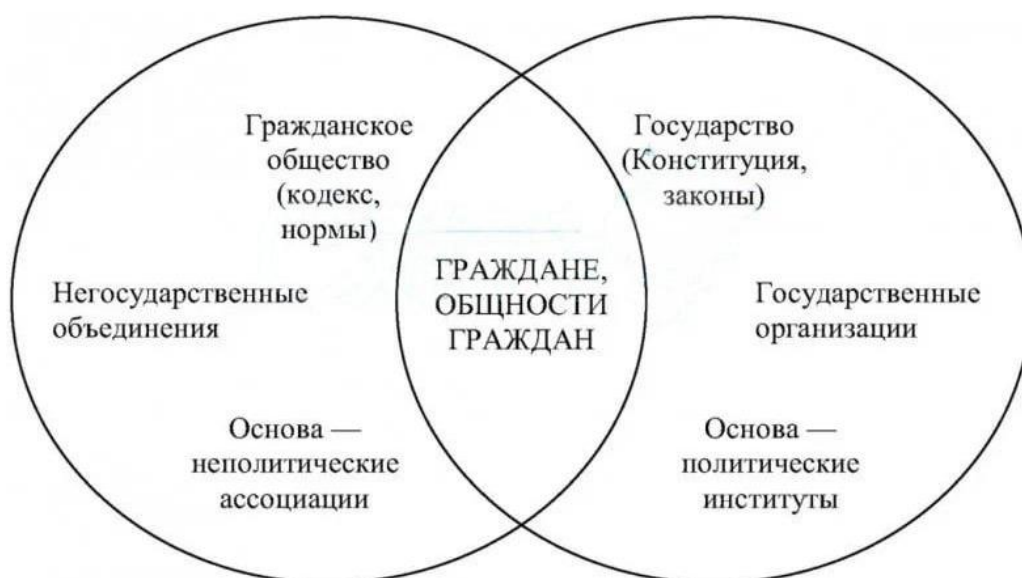 Гражданское
общество
(кодекс,
нормы)
Негосударственные
объединения
Основа —
неполитические
ассоциации
ГРАЖДАНЕ,
ОБЩНОСТИ
ГРАЖДАН
Государство
(Конституция,
законы)
Государственные
организации
Основа —
политические
институты